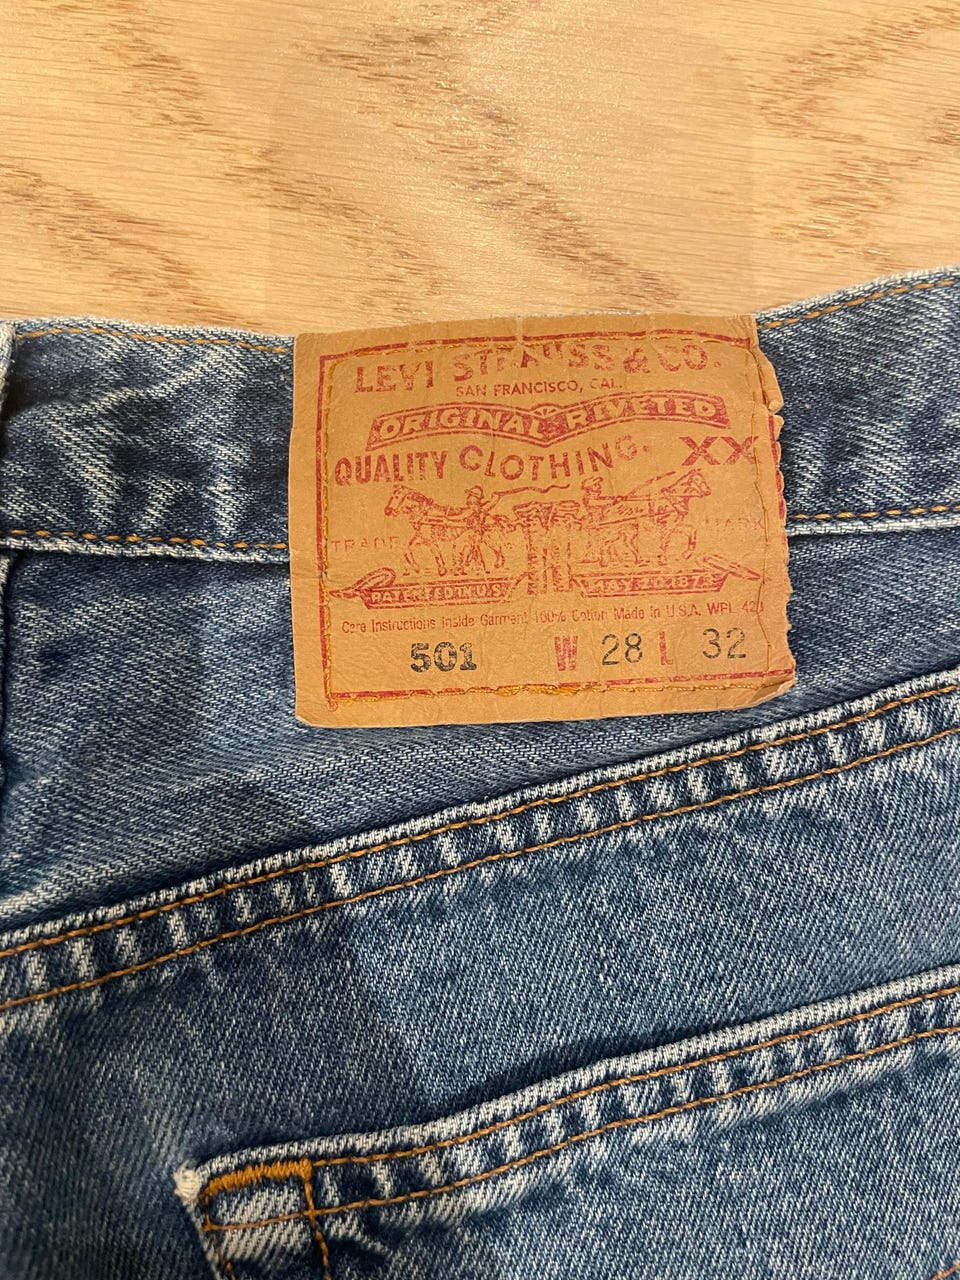 LEVI STRAUSS & CO.
SAN FRANCISCO, CAL.
ORIGINAL RIVETED
QUALITY CLOTHING.
XX
TRADE MARK
PATENTED IN U.S.
MAY 20 1873
Care Instructions Inside Garment 100% Cotton Made in U.S.A. WPL 423
501 W 28 L 32